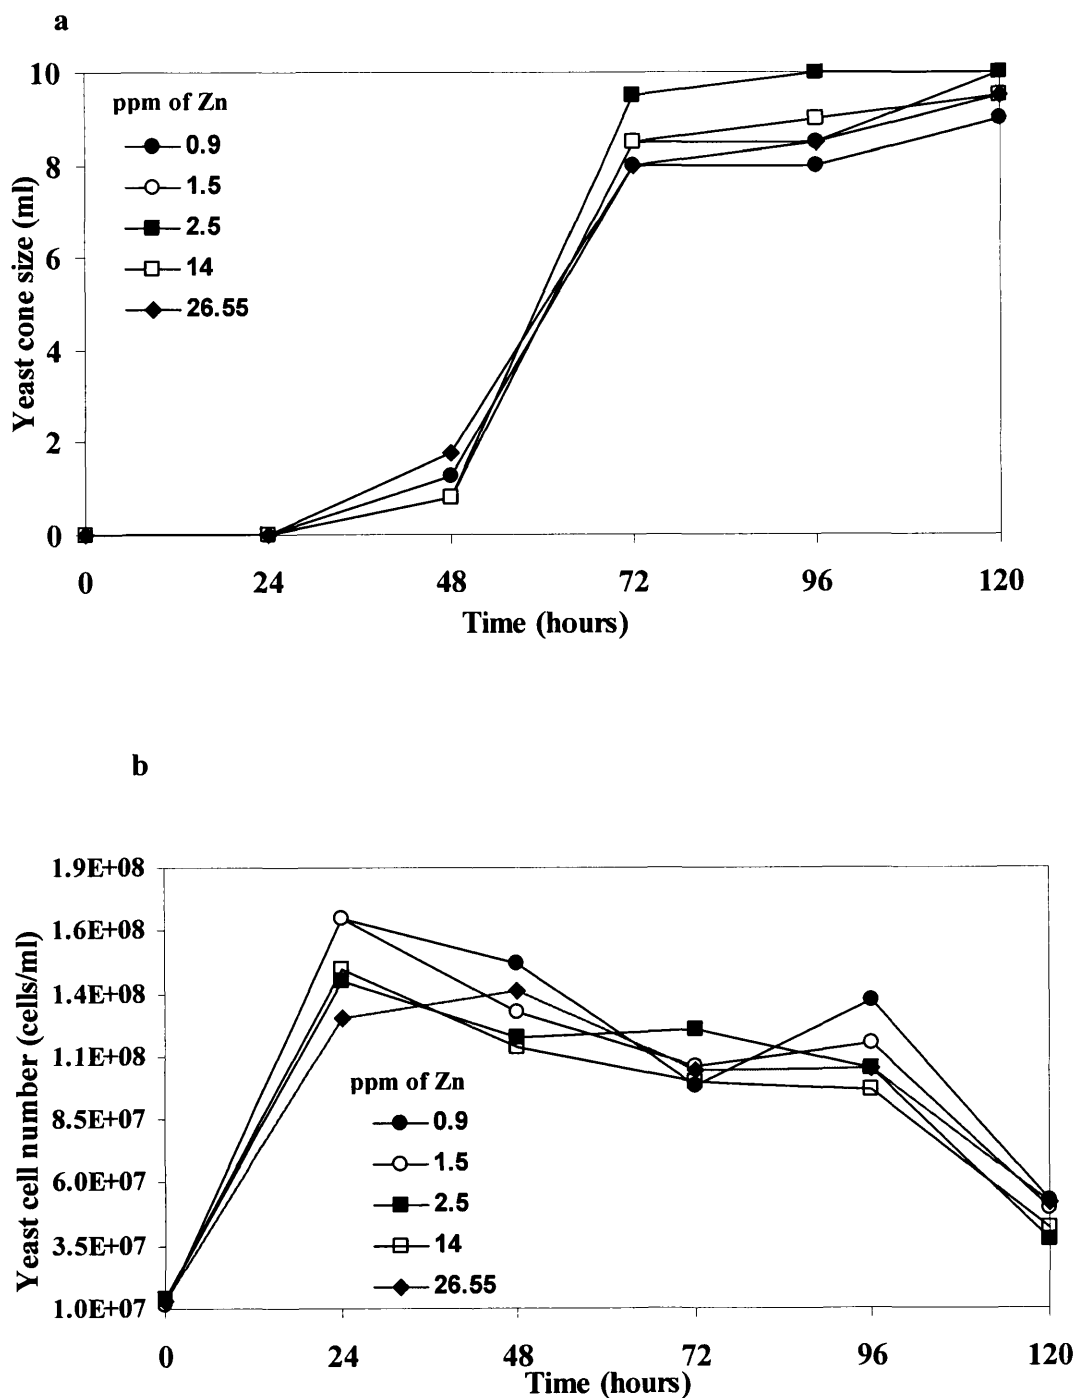 a
10
8
6
4
2
0
Yeast cone size (ml)
ppm of Zn
0.9
1.5
2.5
14
26.55
0 24 48 72 96 120
Time (hours)
b
1.9E+08
1.6E+08
1.4E+08
1.1E+08
8.5E+07
6.0E+07
3.5E+07
1.0E+07
Yeast cell number (cells/ml)
ppm of Zn
0.9
1.5
2.5
14
26.55
0 24 48 72 96 120
Time (hours)